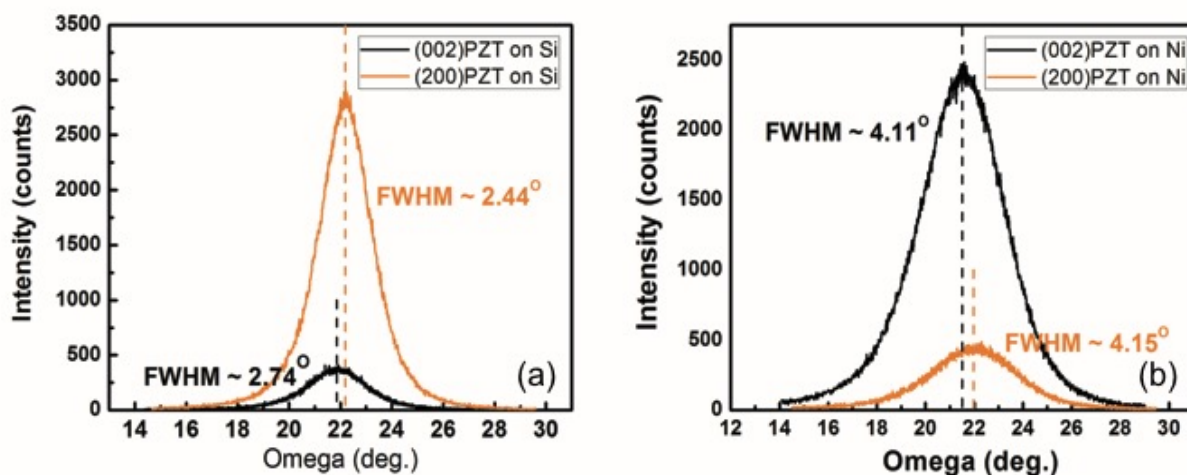 3500
3000
2500
2000
1500
1000
500
0
Intensity (counts)
(002)PZT on Si
(200)PZT on Si
FWHM ~ 2.44°
FWHM ~ 2.74°
(a)
14 16 18 20 22 24 26 28 30
Omega (deg.)
2500
2000
1500
1000
500
0
Intensity (counts)
(002)PZT on Ni
(200)PZT on Ni
FWHM ~ 4.11°
FWHM ~ 4.15°
(b)
12 14 16 18 20 22 24 26 28 30
Omega (deg.)